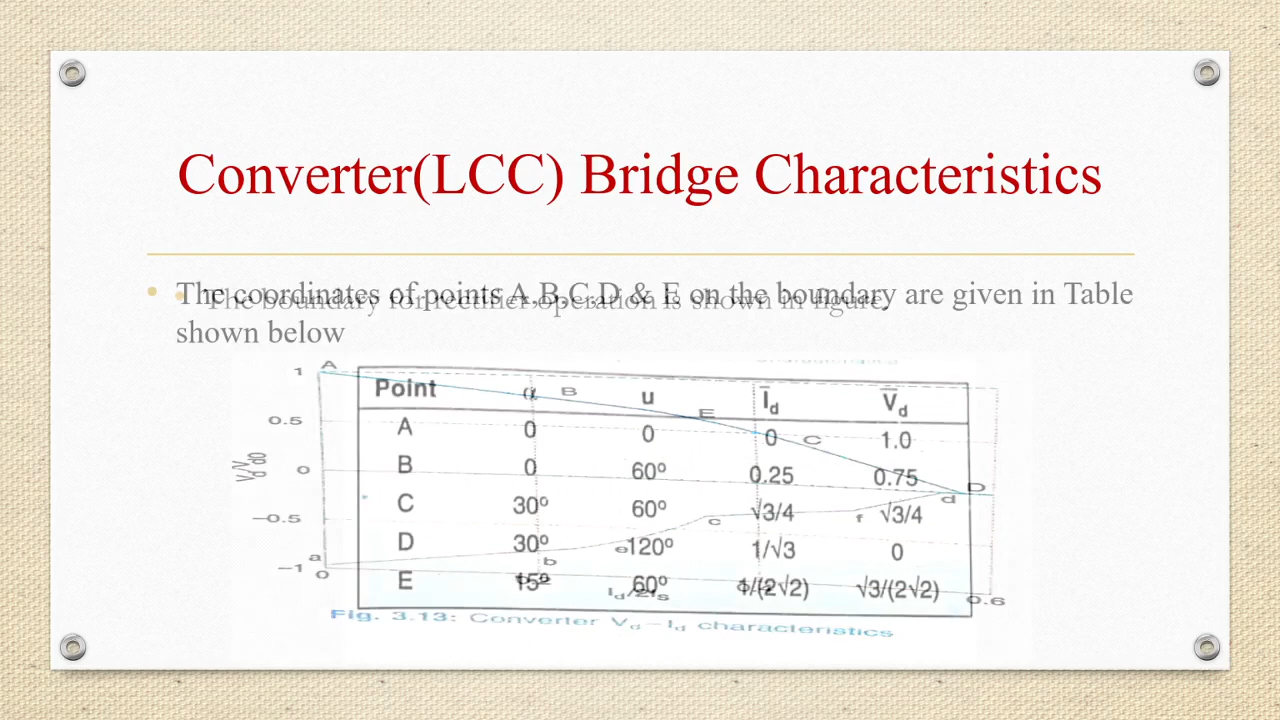 Converter(LCC) Bridge Characteristics
• The coordinates of points A,B,C,D & E on the boundary are given in Table
• The boundary for rectifier operation is shown in figure
shown below
Point α u I̅d V̅d
A 0 0 0 1.0
B 0 60º 0.25 0.75
C 30º 60º √3/4 √3/4
D 30º 120º 1/√3 0
E 15º 60º /(2√2) √3/(2√2)
A
B
E
C
D
1
0.5
0
−0.5
−1
Vd/Vd0
a
b
e
c
f
d
0
Id/2Is
0.6
Fig. 3.13: Converter Vd−Id characteristics